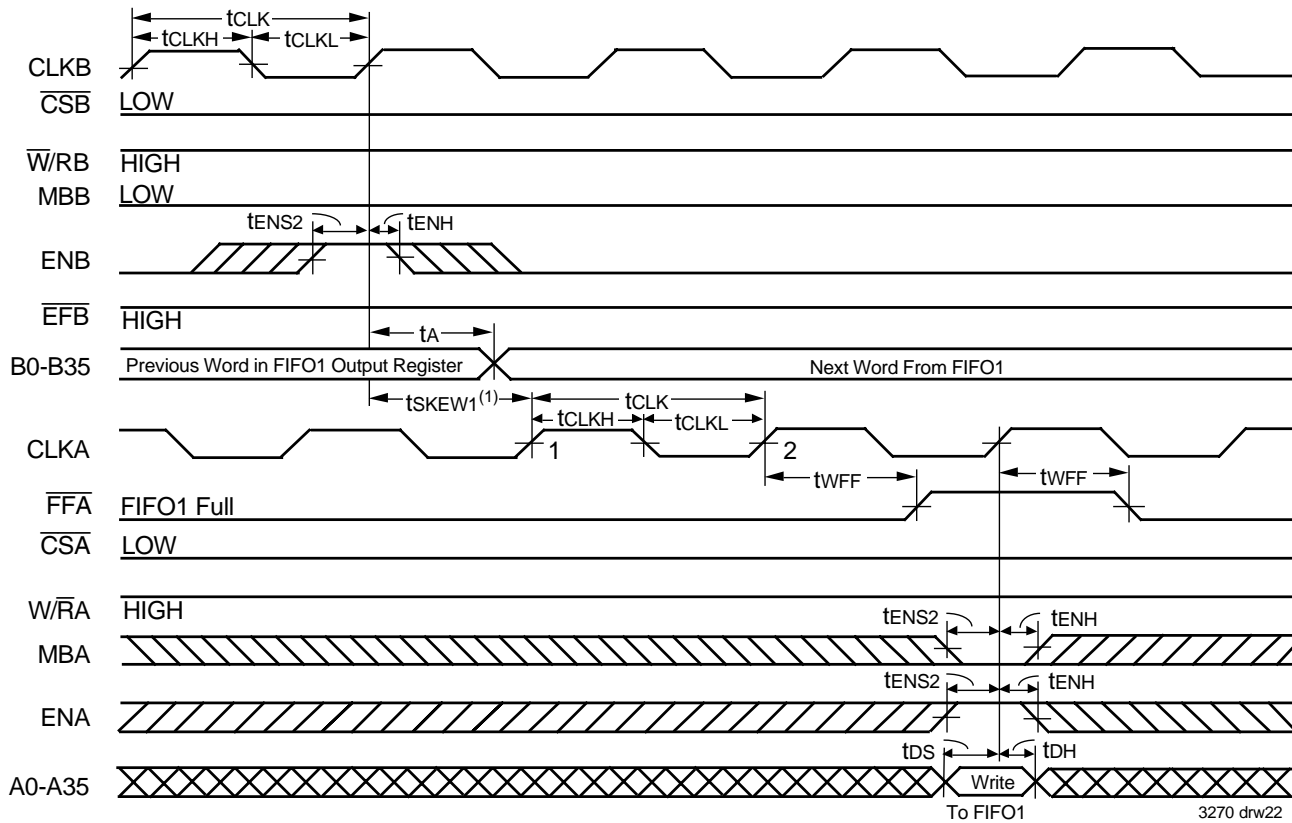 tCLK
tCLKH tCLKL
CLKB
CSB LOW
W/RB HIGH
MBB LOW
tENS2 tENH
ENB
EFB HIGH
tA
B0-B35 Previous Word in FIFO1 Output Register Next Word From FIFO1
tSKEW1(1) tCLK
tCLKH tCLKL
CLKA 1 2
tWFF tWFF
FFA FIFO1 Full
CSA LOW
W/RA HIGH
tENS2 tENH
MBA
tENS2 tENH
ENA
tDS tDH
A0-A35 Write
To FIFO1 3270 drw22